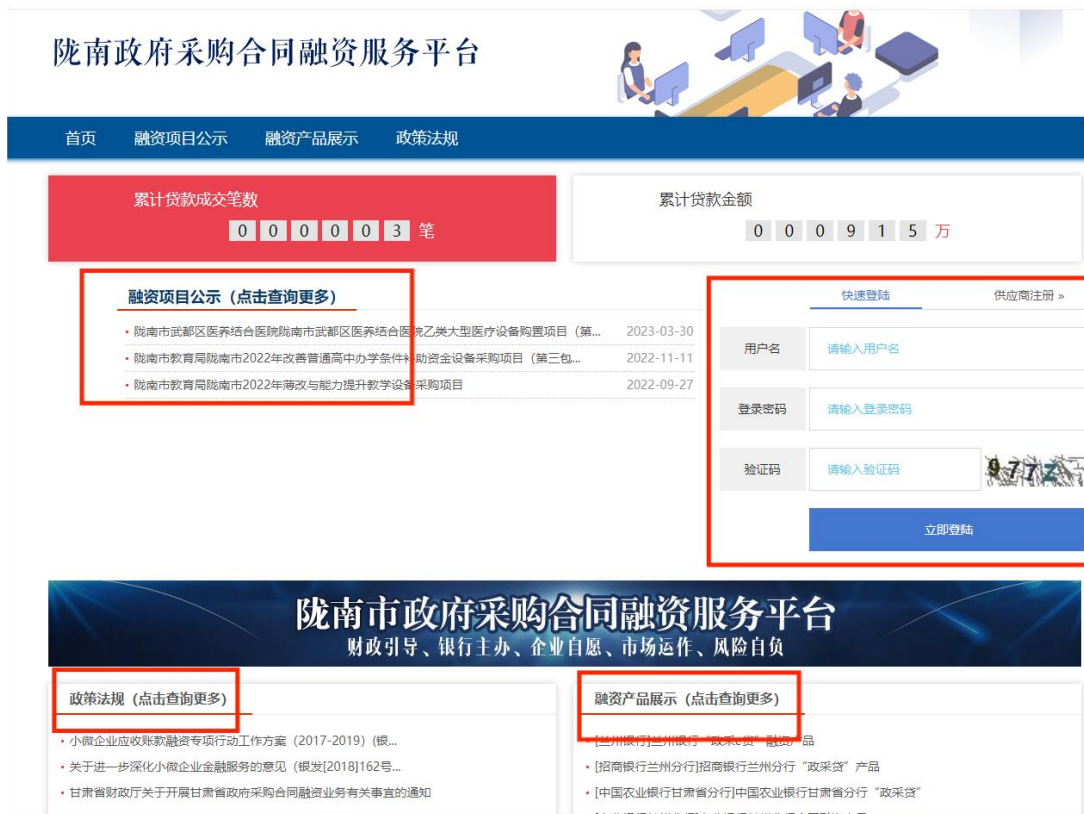 陇南政府采购合同融资服务平台
首页 融资项目公示 融资产品展示 政策法规
累计贷款成交笔数
0 0 0 0 0 3 笔
累计贷款金额
0 0 0 9 1 5 万
融资项目公示（点击查询更多）
• 陇南市武都区医养结合医院陇南市武都区医养结合医院乙类大型医疗设备购置项目（第... 2023-03-30
• 陇南市教育局陇南市2022年改善普通高中办学条件补助资金设备采购项目（第三包... 2022-11-11
• 陇南市教育局陇南市2022年薄改与能力提升教学设备采购项目 2022-09-27
快速登陆 供应商注册 »
用户名 请输入用户名
登录密码 请输入登录密码
验证码 请输入验证码 977Z
立即登陆
陇南市政府采购合同融资服务平台
财政引导、银行主办、企业自愿、市场运作、风险自负
政策法规（点击查询更多）
• 小微企业应收账款融资专项行动工作方案（2017-2019）(银...
• 关于进一步深化小微企业金融服务的意见（银发[2018]162号...
• 甘肃省财政厅关于开展甘肃省政府采购合同融资业务有关事宜的通知
融资产品展示（点击查询更多）
• [兰州银行]兰州银行“政采e贷”融资产品
• [招商银行兰州分行]招商银行兰州分行“政采贷”产品
• [中国农业银行甘肃省分行]中国农业银行甘肃省分行“政采贷”